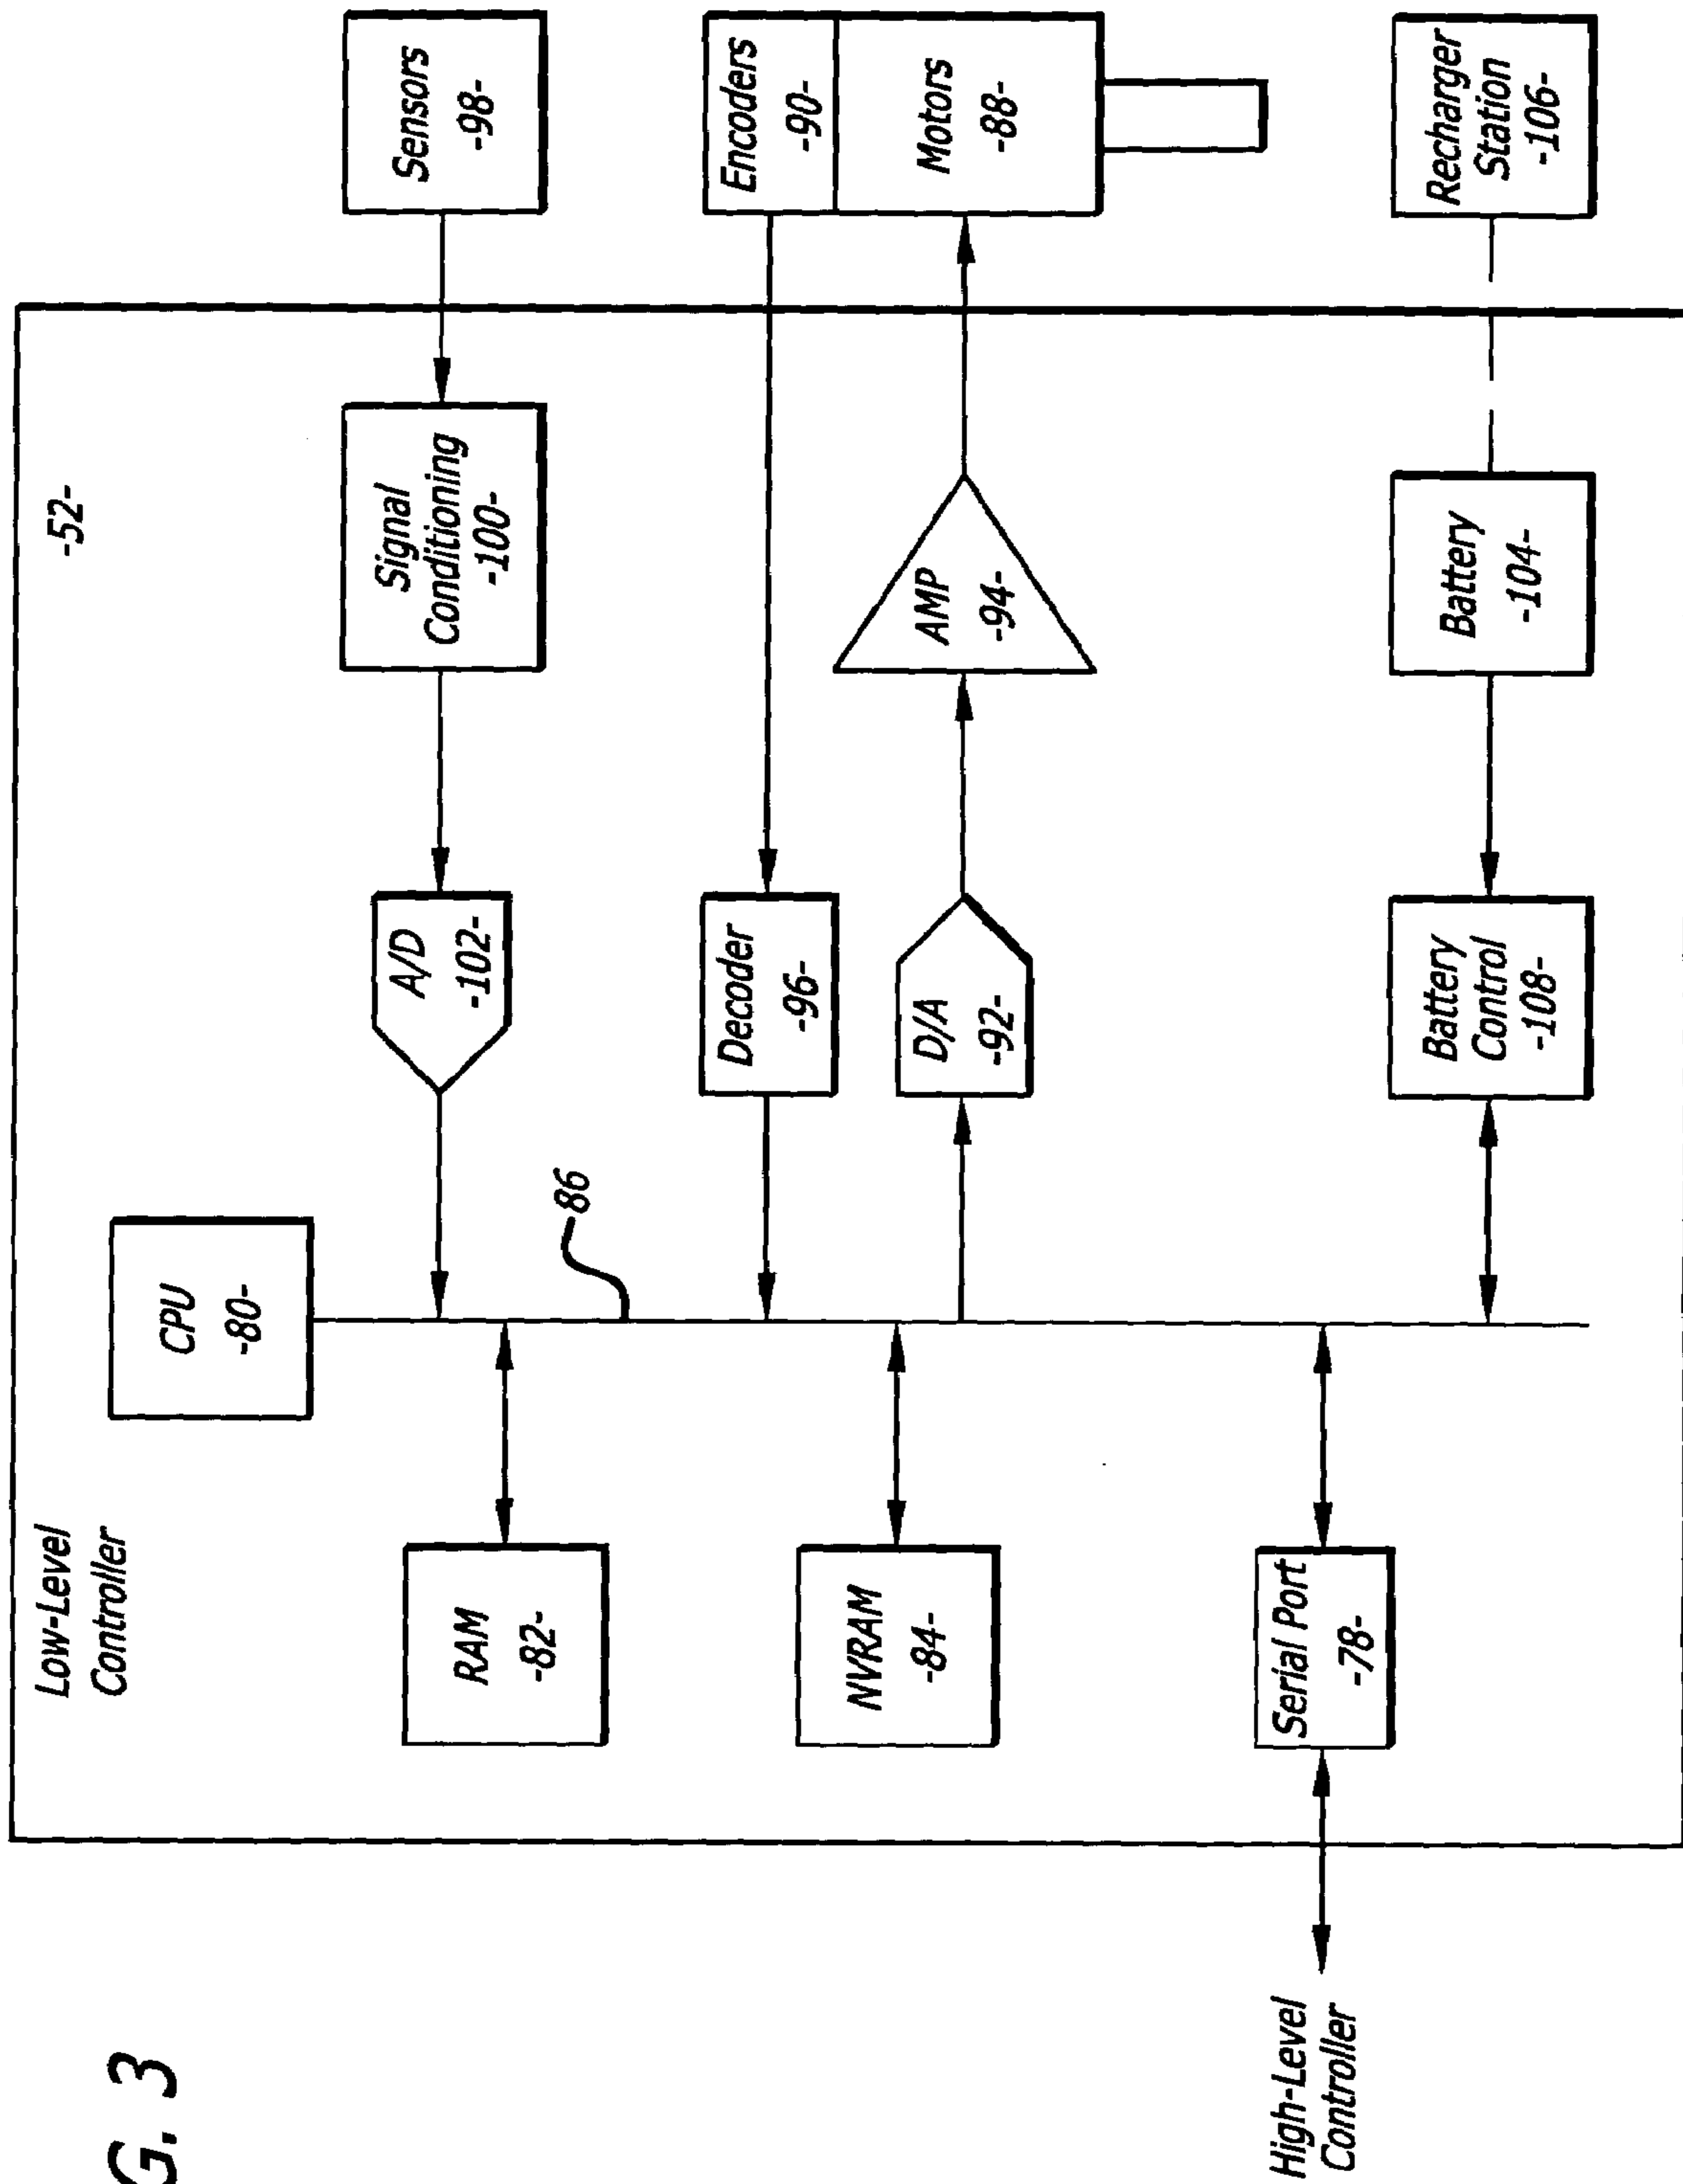 G. 3
Low-Level
Controller
-52-
CPU
-80-
Sensors
-98-
Signal
Conditioning
-100-
A/D
-102-
RAM
-82-
86
Encoders
-90-
Decoder
-96-
Motors
-88-
AMP
-94-
D/A
-92-
NVRAM
-84-
High-Level
Controller
Serial Port
-78-
Battery
Control
-108-
Battery
-104-
Recharger
Station
-106-